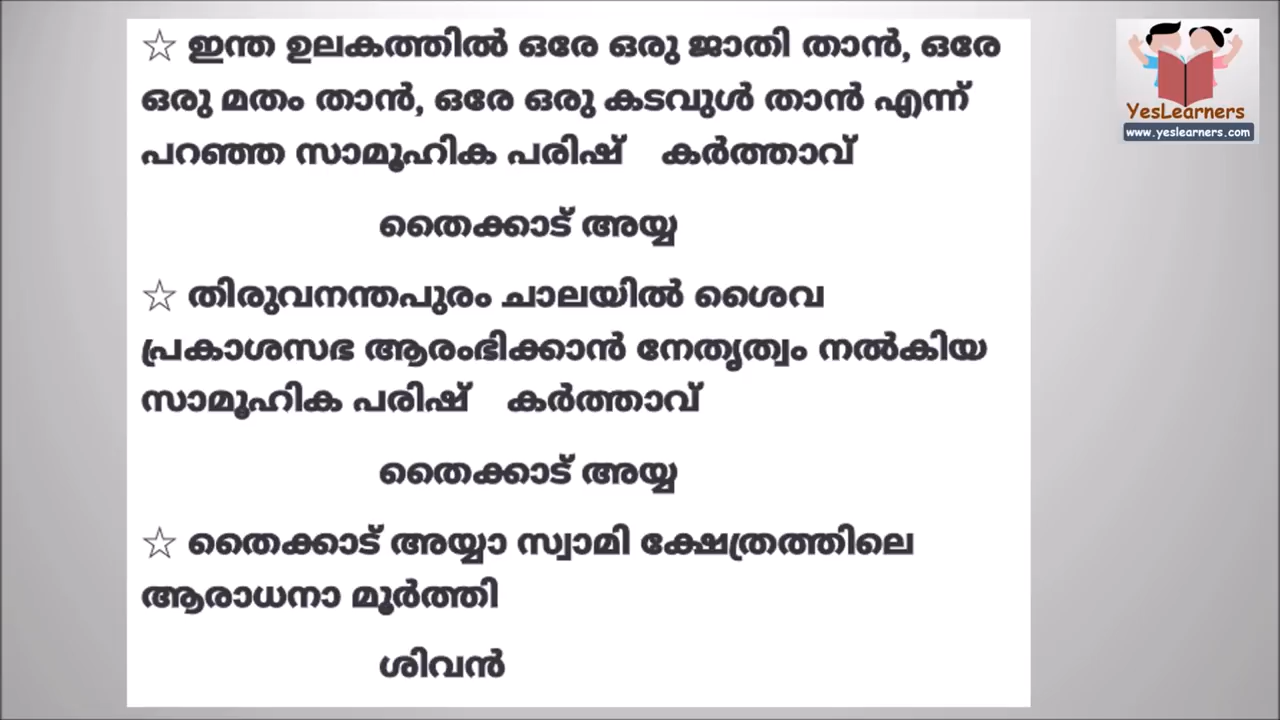 ☆ ഇന്ത ഉലകത്തിൽ ഒരേ ഒരു ജാതി താൻ, ഒരേ
ഒരു മതം താൻ, ഒരേ ഒരു കടവുൾ താൻ എന്ന്
പറഞ്ഞ സാമൂഹിക പരിഷ് കർത്താവ്
തൈക്കാട് അയ്യ
☆ തിരുവനന്തപുരം ചാലയിൽ ശൈവ
പ്രകാശസഭ ആരംഭിക്കാൻ നേതൃത്വം നൽകിയ
സാമൂഹിക പരിഷ് കർത്താവ്
തൈക്കാട് അയ്യ
☆ തൈക്കാട് അയ്യാ സ്വാമി ക്ഷേത്രത്തിലെ
ആരാധനാ മൂർത്തി
ശിവൻ
YesLearners
www.yeslearners.com